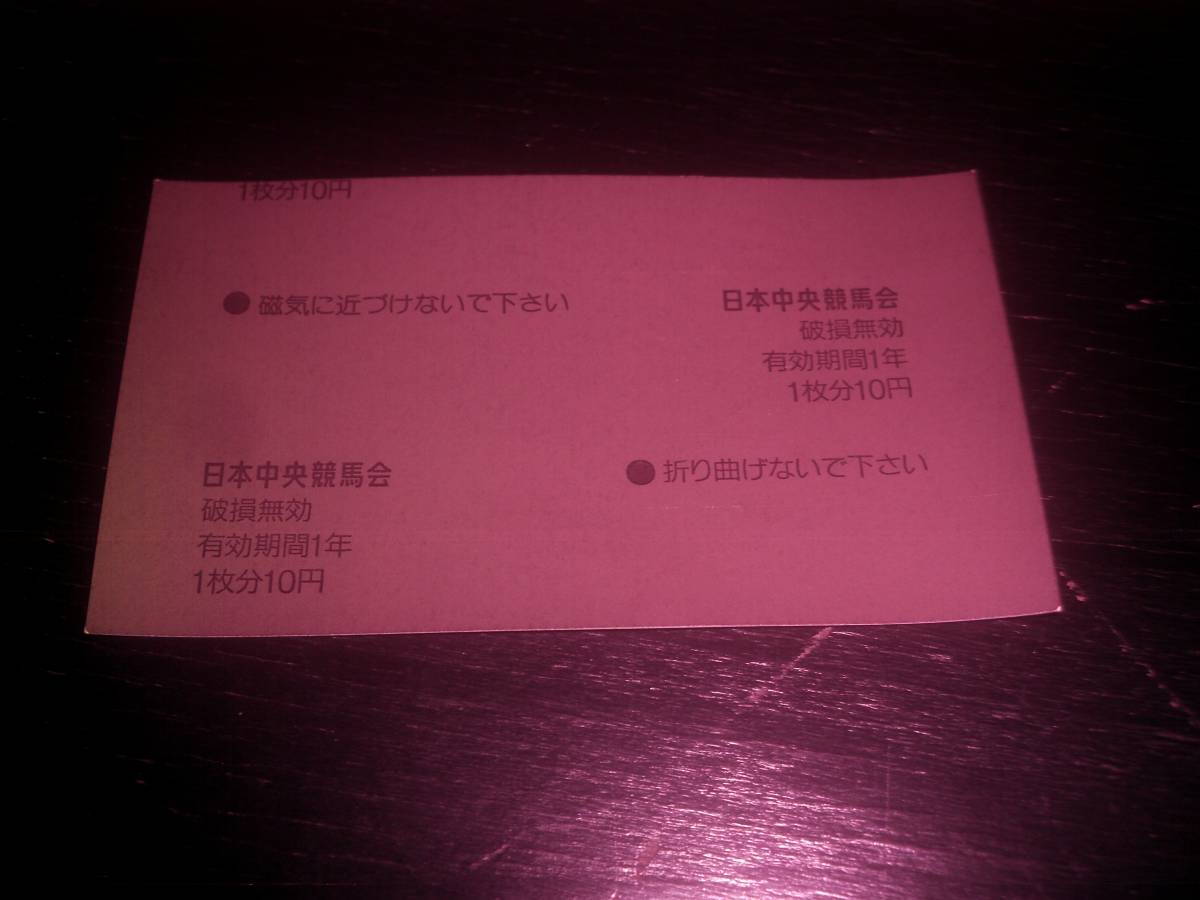 1枚分10円
●磁気に近づけないで下さい
日本中央競馬会
破損無効
有効期間1年
1枚分10円
日本中央競馬会
破損無効
有効期間1年
1枚分10円
●折り曲げないで下さい